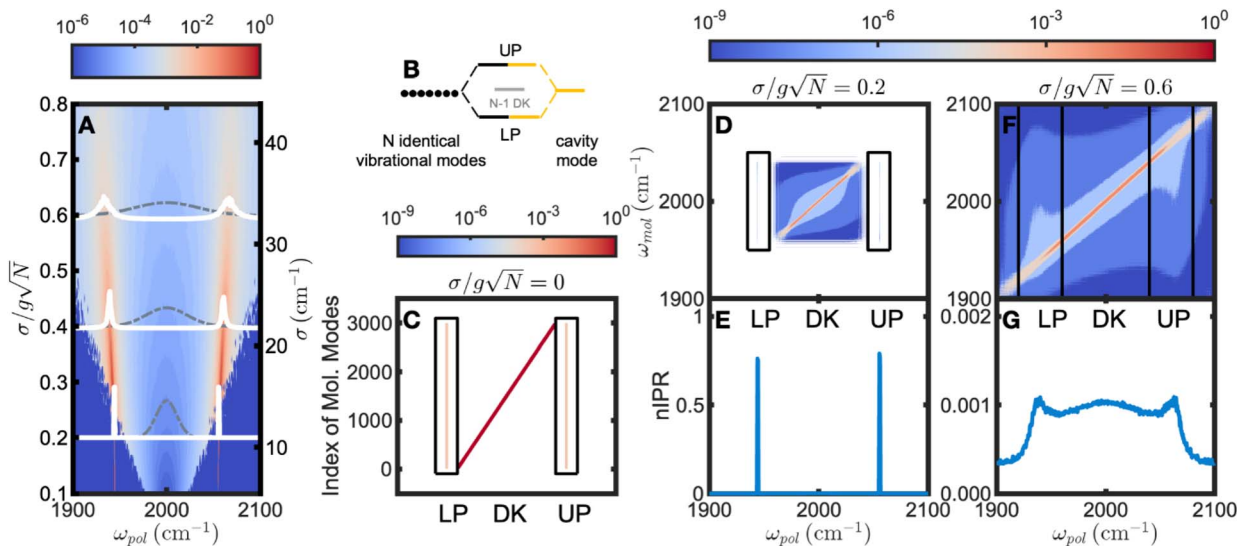 10^-6 10^-4 10^-2 10^0
A
0.8
0.7
0.6
0.5
0.4
0.3
0.2
0.1
σ/g√N
40
30
20
10
σ (cm^-1)
1900 2000 2100
ω_pol (cm^-1)
B
UP
N-1 DK
LP
N identical
vibrational modes
cavity
mode
10^-9 10^-6 10^-3 10^0
σ/g√N = 0
C
3000
2000
1000
0
Index of Mol. Modes
LP DK UP
10^-9 10^-6 10^-3 10^0
σ/g√N = 0.2
D
2100
2000
1900
ω_mol (cm^-1)
E LP DK UP
1
0.5
0
nIPR
1900 2000 2100
ω_pol (cm^-1)
σ/g√N = 0.6
F
2100
2000
1900
G LP DK UP
0.002
0.001
0.000
1900 2000 2100
ω_pol (cm^-1)